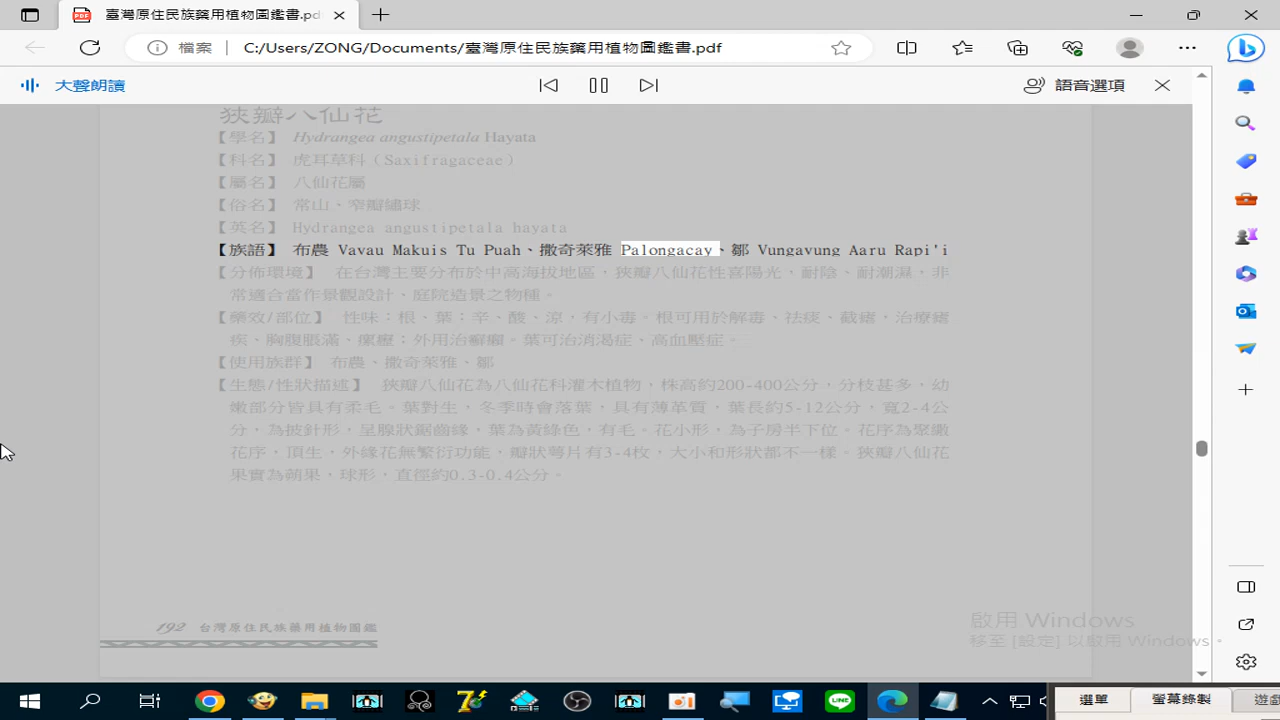 臺灣原住民族藥用植物圖鑑書.pd
檔案 C:/Users/ZONG/Documents/臺灣原住民族藥用植物圖鑑書.pdf
大聲朗讀
語音選項
狹瓣八仙花
【學名】 Hydrangea angustipetala Hayata
【科名】 虎耳草科（Saxifragaceae）
【屬名】 八仙花屬
【俗名】 常山、窄瓣繡球
【英名】 Hydrangea angustipetala hayata
【族語】 布農 Vavau Makuis Tu Puah、撒奇萊雅 Palongacay、鄒 Vungavung Aaru Rapi'i
【分佈環境】 在台灣主要分布於中高海拔地區，狹瓣八仙花性喜陽光，耐陰、耐潮濕，非
常適合當作景觀設計、庭院造景之物種。
【藥效/部位】 性味：根、葉：辛、酸、涼，有小毒。根可用於解毒、祛痰、截瘧，治療瘧
疾、胸腹脹滿、瘰癧；外用治癬癩。葉可治消渴症、高血壓症。
【使用族群】 布農、撒奇萊雅、鄒
【生態/性狀描述】 狹瓣八仙花為八仙花科灌木植物，株高約200-400公分，分枝甚多、幼
嫩部分皆具有柔毛。葉對生，冬季時會落葉，具有薄革質，葉長約5-12公分，寬2-4公
分，為披針形，呈腺狀鋸齒緣，葉為黃綠色，有毛。花小形，為子房半下位。花序為聚繖
花序，頂生，外緣花無繁衍功能，瓣狀萼片有3-4枚，大小和形狀都不一樣。狹瓣八仙花
果實為蒴果，球形，直徑約0.3-0.4公分。
192 台灣原住民族藥用植物圖鑑
啟用 Windows
移至 [設定] 以啟用 Windows。
選單 螢幕錄製